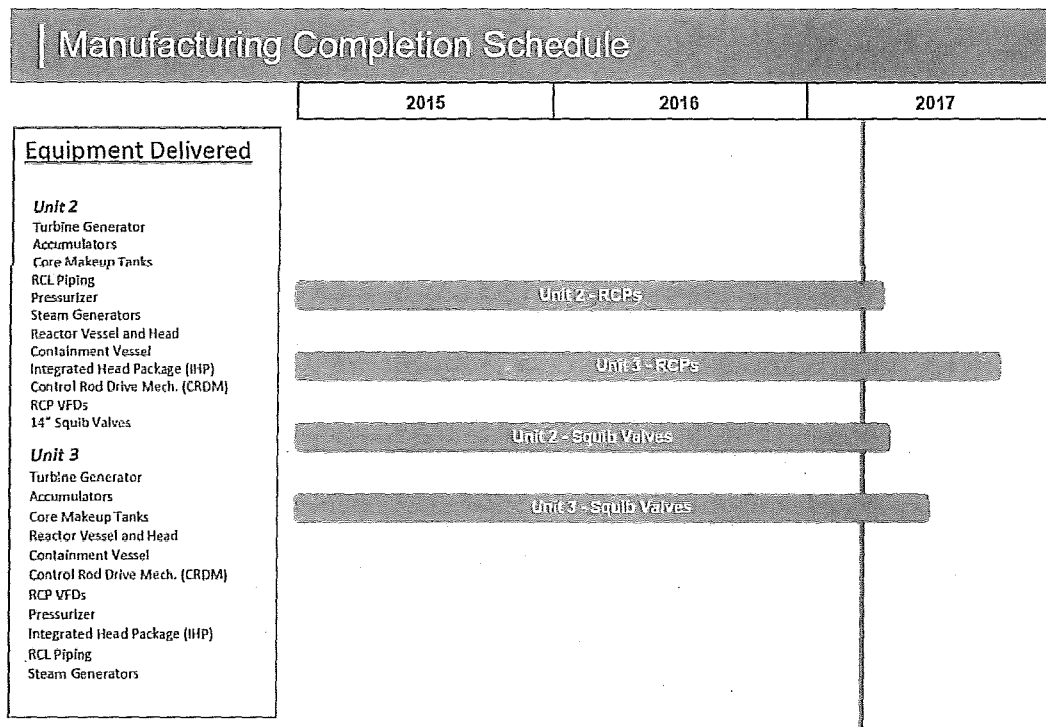 Manufacturing Completion Schedule
2015 2016 2017
Equipment Delivered
Unit 2
Turbine Generator
Accumulators
Core Makeup Tanks
RCL Piping
Pressurizer
Steam Generators
Reactor Vessel and Head
Containment Vessel
Integrated Head Package (IHP)
Control Rod Drive Mech. (CRDM)
RCP VFDs
14" Squib Valves
Unit 3
Turbine Generator
Accumulators
Core Makeup Tanks
Reactor Vessel and Head
Containment Vessel
Control Rod Drive Mech. (CRDM)
RCP VFDs
Pressurizer
Integrated Head Package (IHP)
RCL Piping
Steam Generators
Unit 2 - RCPs
Unit 3 - RCPs
Unit 2 - Squib Valves
Unit 3 - Squib Valves